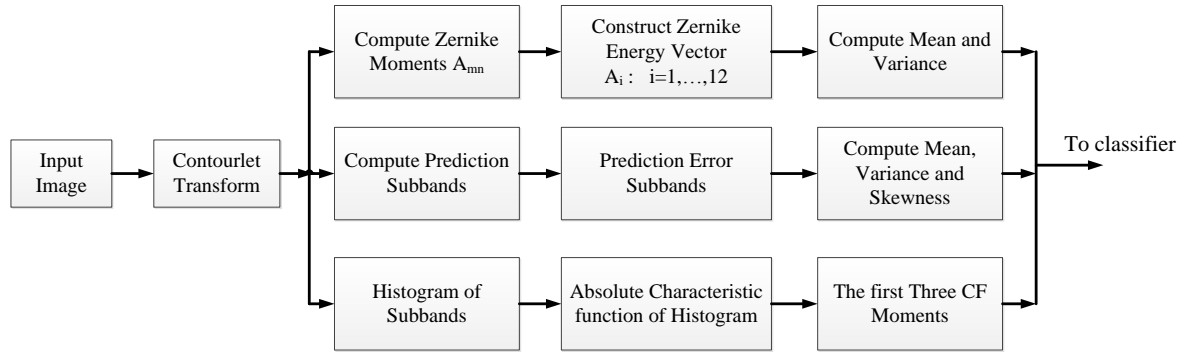 Input
Image
Contourlet
Transform
Compute Zernike
Moments Amn
Construct Zernike
Energy Vector
Ai :   i=1,…,12
Compute Mean and
Variance
Compute Prediction
Subbands
Prediction Error
Subbands
Compute Mean,
Variance and
Skewness
Histogram of
Subbands
Absolute Characteristic
function of Histogram
The first Three CF
Moments
To classifier